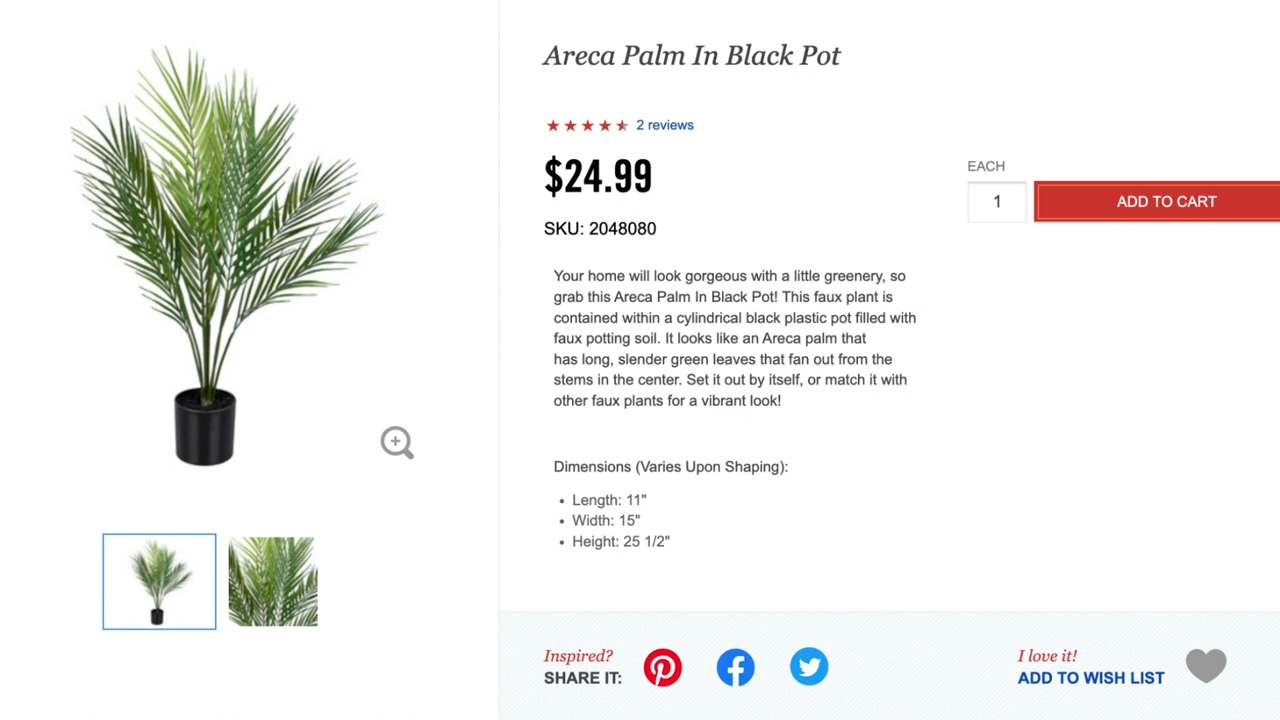 Areca Palm In Black Pot
2 reviews
$24.99
EACH
1
ADD TO CART
SKU: 2048080
Your home will look gorgeous with a little greenery, so
grab this Areca Palm In Black Pot! This faux plant is
contained within a cylindrical black plastic pot filled with
faux potting soil. It looks like an Areca palm that
has long, slender green leaves that fan out from the
stems in the center. Set it out by itself, or match it with
other faux plants for a vibrant look!
Dimensions (Varies Upon Shaping):
• Length: 11"
• Width: 15"
• Height: 25 1/2"
Inspired?
SHARE IT:
I love it!
ADD TO WISH LIST